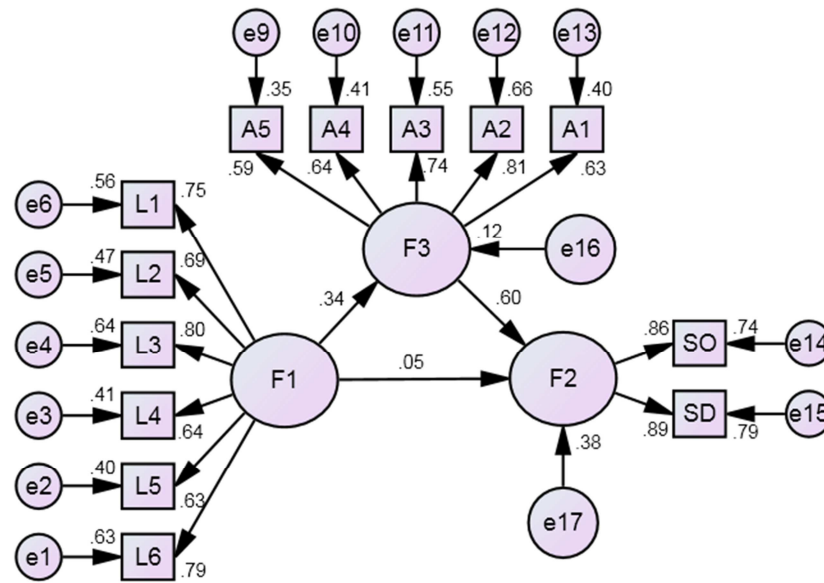 e9 e10 e11 e12 e13
.35 .41 .55 .66 .40
A5 A4 A3 A2 A1
.59 .64 .74 .81 .63
.56 .75
e6 L1
.12
F3 e16
.47 .69
e5 L2
.34 .60
.64 .80 .86 .74
e4 L3 SO e14
.05
F1 F2
.41
e3 L4 SD e15
.64 .89 .79
.38
.40
e2 L5
.63
e17
.63
e1 L6
.79